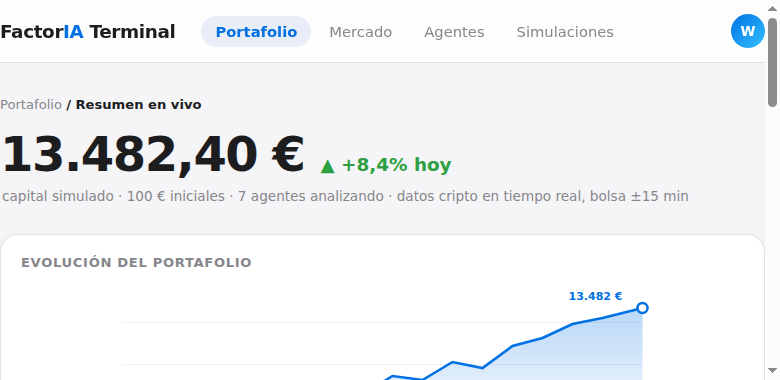 FactorIA Terminal
Portafolio
Mercado
Agentes
Simulaciones
W
Portafolio / Resumen en vivo
13.482,40 € ▲ +8,4% hoy
capital simulado · 100 € iniciales · 7 agentes analizando · datos cripto en tiempo real, bolsa ±15 min
EVOLUCIÓN DEL PORTAFOLIO
13.482 €